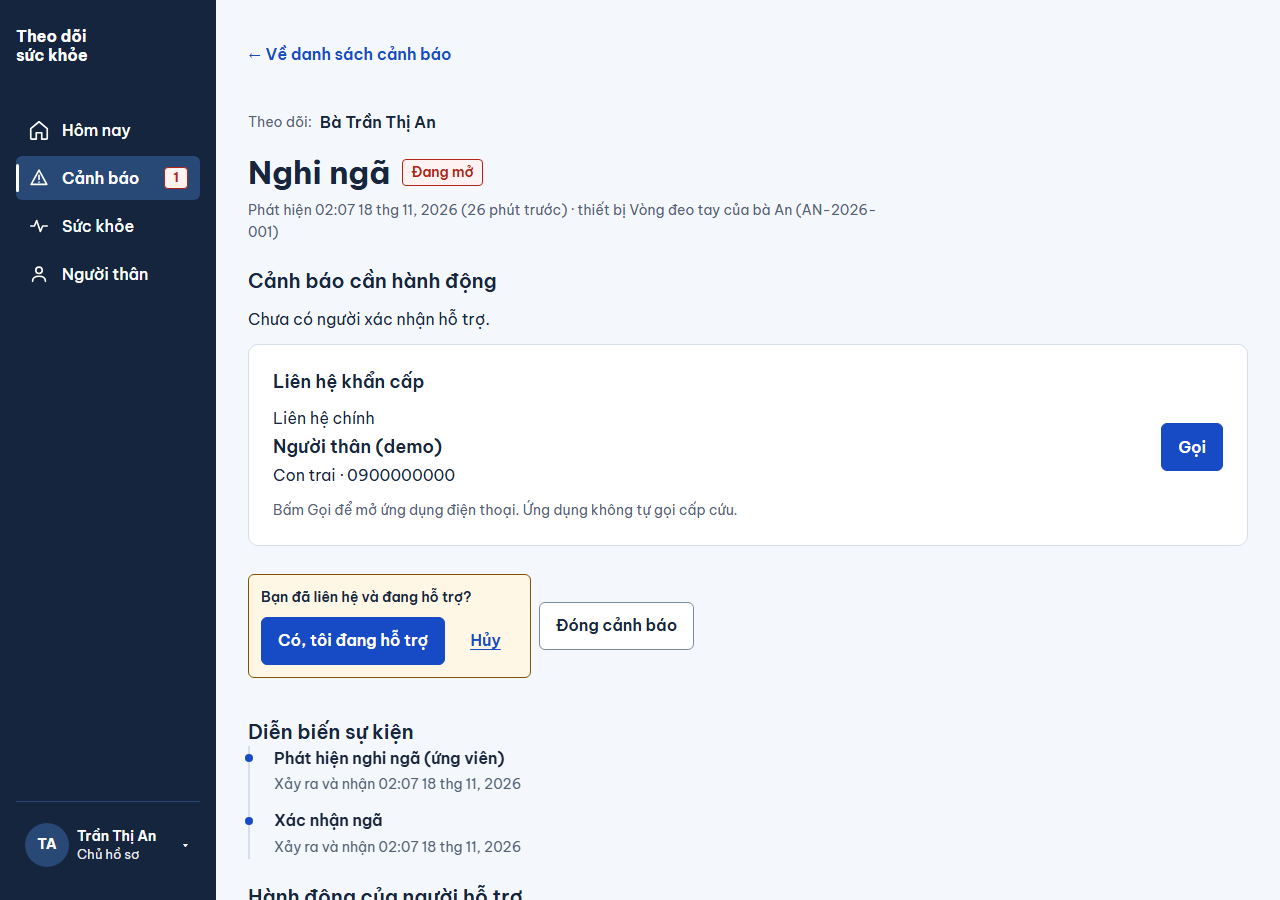 Theo dõi
sức khỏe
Hôm nay
Cảnh báo 1
Sức khỏe
Người thân
Trần Thị An
Chủ hồ sơ
TA
← Về danh sách cảnh báo
Theo dõi: Bà Trần Thị An
Nghi ngã Đang mở
Phát hiện 02:07 18 thg 11, 2026 (26 phút trước) · thiết bị Vòng đeo tay của bà An (AN-2026-
001)
Cảnh báo cần hành động
Chưa có người xác nhận hỗ trợ.
Liên hệ khẩn cấp
Liên hệ chính
Người thân (demo)
Con trai · 0900000000
Bấm Gọi để mở ứng dụng điện thoại. Ứng dụng không tự gọi cấp cứu.
Gọi
Bạn đã liên hệ và đang hỗ trợ?
Có, tôi đang hỗ trợ Hủy
Đóng cảnh báo
Diễn biến sự kiện
Phát hiện nghi ngã (ứng viên)
Xảy ra và nhận 02:07 18 thg 11, 2026
Xác nhận ngã
Xảy ra và nhận 02:07 18 thg 11, 2026
Hành động của người hỗ trợ